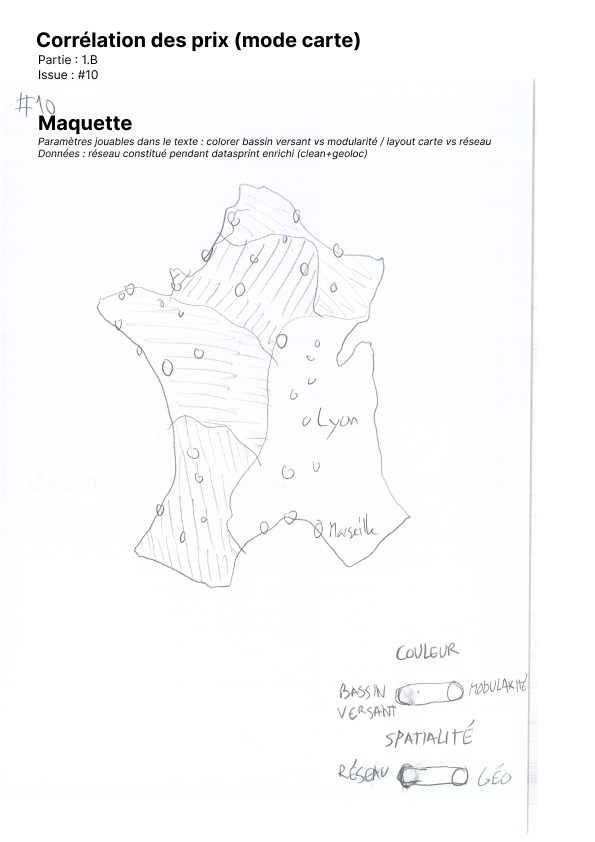 Corrélation des prix (mode carte)
Partie : 1.B
Issue : #10
#10
Maquette
Paramètres jouables dans le texte : colorer bassin versant vs modularité / layout carte vs réseau
Données : réseau constitué pendant datasprint enrichi (clean+geoloc)
Lyon
Marseille
COULEUR
BASSIN VERSANT
MODULARITÉ
SPATIALITÉ
RÉSEAU
GÉO